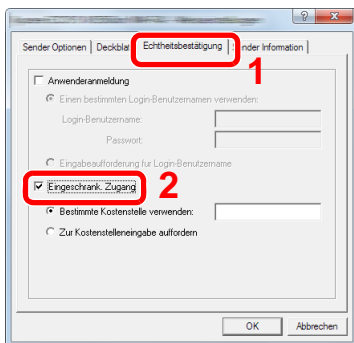 Sender Optionen
Deckblat
Echtheitsbestätigung
nder Information
1
Anwenderanmeldung
Einen bestimmten Login-Benutzernamen verwenden:
Login-Benutzername:
Passwort:
Eingabeaufforderung für Login-Benutzername
Eingeschränk. Zugang
2
Bestimmte Kostenstelle verwenden:
Zur Kostenstelleneingabe auffordern
OK
Abbrechen